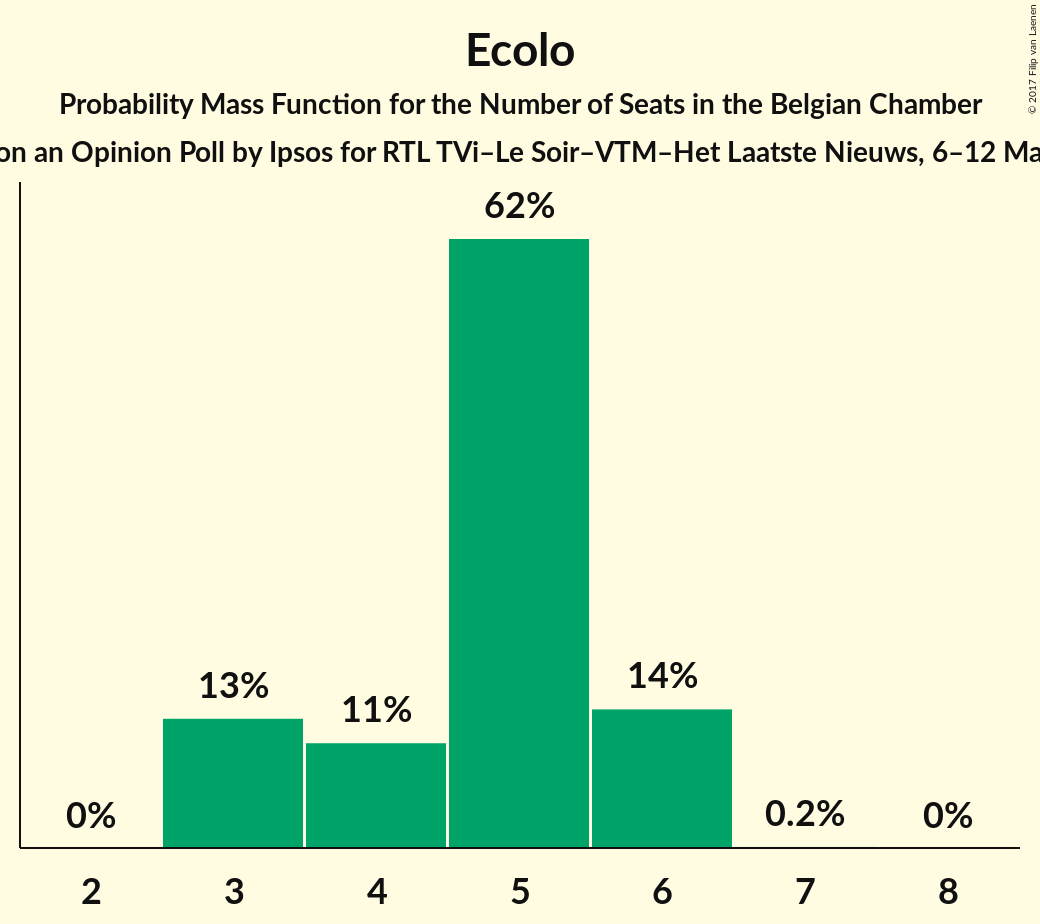 Ecolo
Probability Mass Function for the Number of Seats in the Belgian Chamber
on an Opinion Poll by Ipsos for RTL TVi–Le Soir–VTM–Het Laatste Nieuws, 6–12 Ma
© 2017 Filip van Laenen
62%
13%
11%
14%
0%
0.2%
0%
2 3 4 5 6 7 8